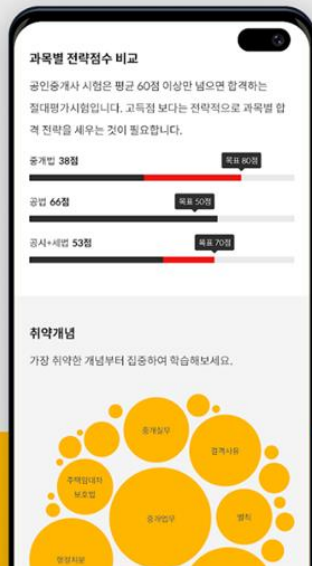 과목별 전략점수 비교
공인중개사 시험은 평균 60점 이상만 넘으면 합격하는
절대평가시험입니다. 고득점 보다는 전략적으로 과목별 합
격 전략을 세우는 것이 필요합니다.
중개법 38점
목표 80점
공법 66점
목표 50점
공시+세법 53점
목표 70점
취약개념
가장 취약한 개념부터 집중하여 학습해보세요.
중개실무
결격사유
주택임대차
보호법
중개업무
벌칙
행정처분